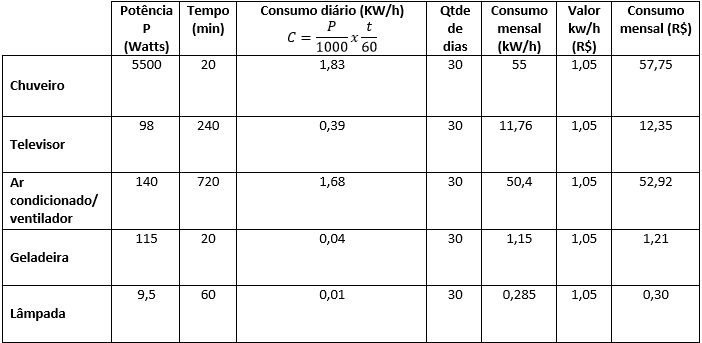 Potência P (Watts) | Tempo (min) | Consumo diário (KW/h) C = P/1000 x t/60 | Qtde de dias | Consumo mensal (kW/h) | Valor kw/h (R$) | Consumo mensal (R$)
Chuveiro | 5500 | 20 | 1,83 | 30 | 55 | 1,05 | 57,75
Televisor | 98 | 240 | 0,39 | 30 | 11,76 | 1,05 | 12,35
Ar condicionado/ ventilador | 140 | 720 | 1,68 | 30 | 50,4 | 1,05 | 52,92
Geladeira | 115 | 20 | 0,04 | 30 | 1,15 | 1,05 | 1,21
Lâmpada | 9,5 | 60 | 0,01 | 30 | 0,285 | 1,05 | 0,30